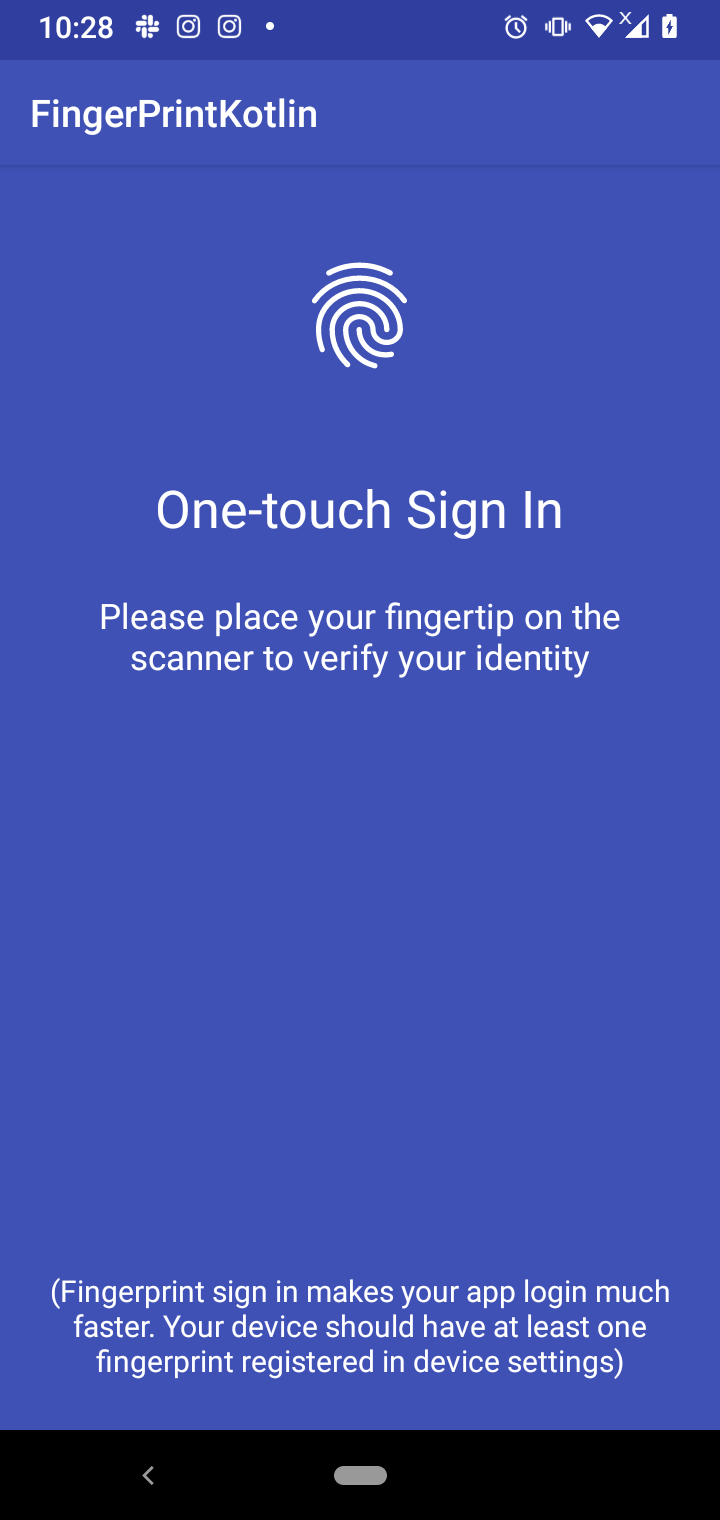 10:28
FingerPrintKotlin
One-touch Sign In
Please place your fingertip on the
scanner to verify your identity
(Fingerprint sign in makes your app login much
faster. Your device should have at least one
fingerprint registered in device settings)